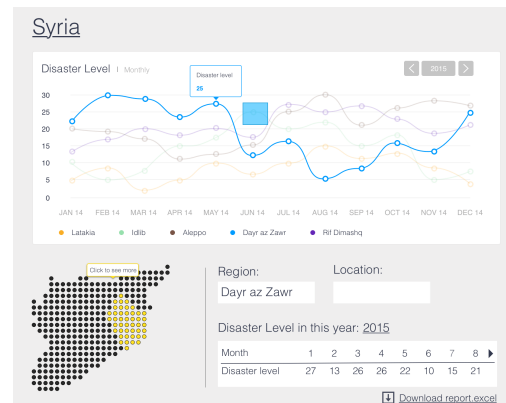 Syria
Disaster Level | Monthly
2015
Disaster level
25
30
25
20
15
10
5
0
JAN 14 FEB 14 MAR 14 APR 14 MAY 14 JUN 14 JUL 14 AUG 14 SEP 14 OCT 14 NOV 14 DEC 14
Latakia Idlib Aleppo Dayr az Zawr Rif Dimashq
Click to see more
Region: Location:
Dayr az Zawr
Disaster Level in this year: 2015
Month 1 2 3 4 5 6 7 8
Disaster level 27 13 26 26 22 10 15 21
Download report.excel